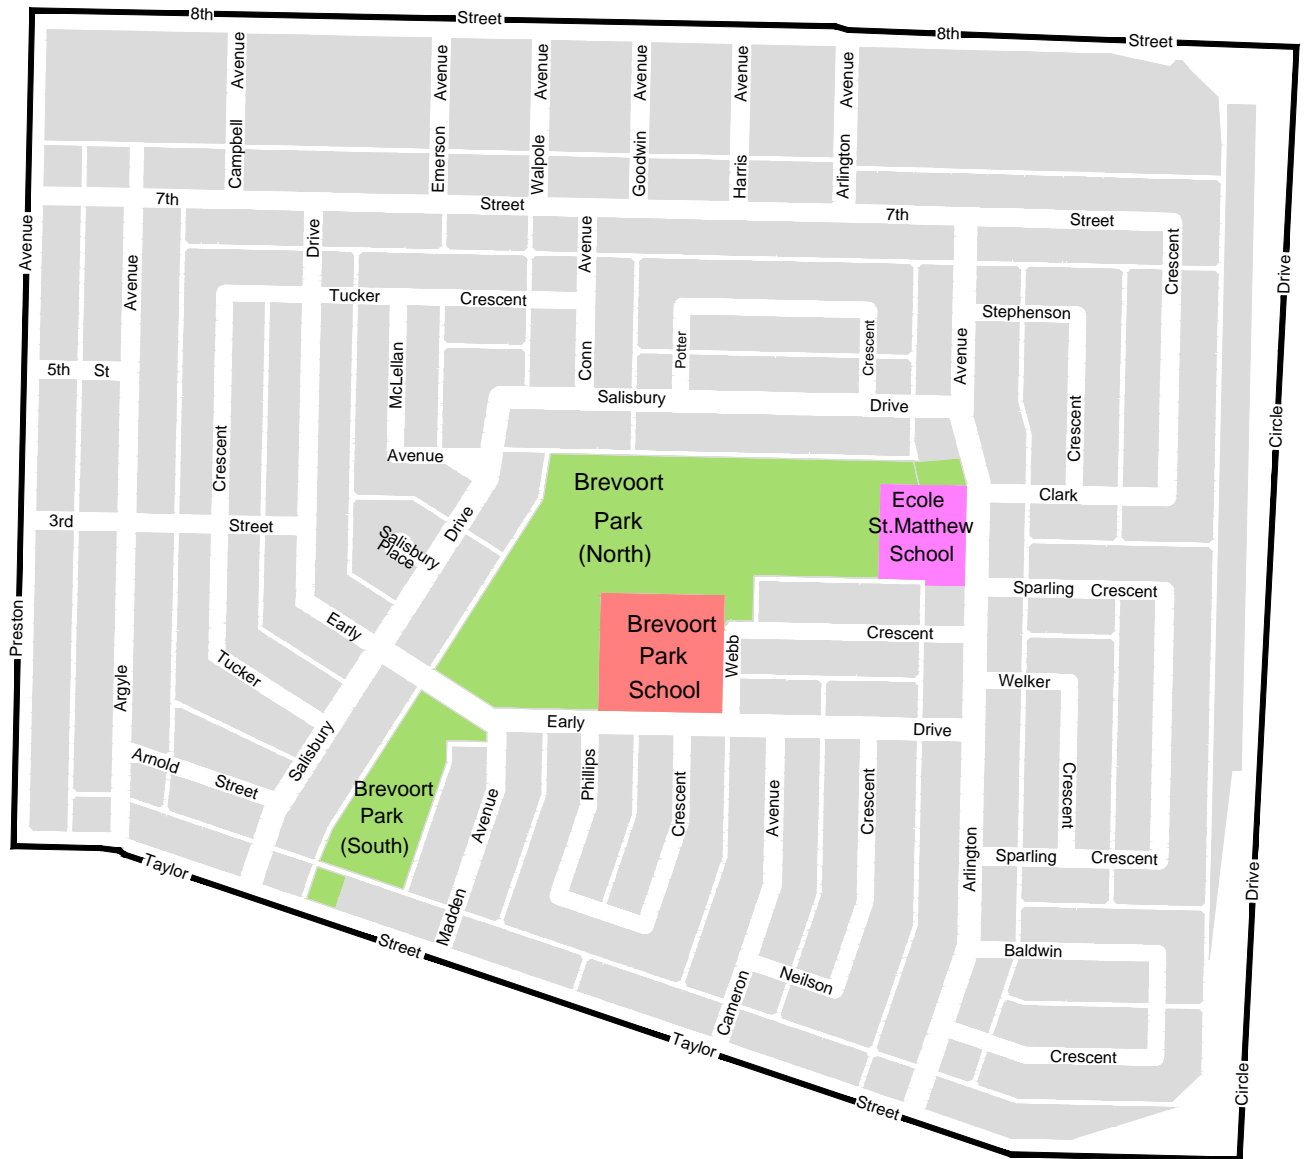 8th
Street
8th
Street
Avenue
Campbell
Avenue
Emerson
Avenue
Walpole
Avenue
Goodwin
Avenue
Harris
Avenue
Arlington
7th
Street
7th
Street
Avenue
Avenue
Drive
Avenue
Crescent
Drive
Tucker
Crescent
Stephenson
Potter
Crescent
Avenue
5th
St
McLellan
Conn
Salisbury
Drive
Crescent
Crescent
Circle
Avenue
Brevoort
Park
(North)
Ecole
St.Matthew
School
Clark
3rd
Street
Drive
Salisbury
Place
Sparling
Crescent
Preston
Early
Brevoort
Park
School
Webb
Crescent
Tucker
Argyle
Welker
Early
Drive
Salisbury
Arnold
Street
Phillips
Crescent
Avenue
Crescent
Crescent
Brevoort
Park
(South)
Avenue
Arlington
Sparling
Crescent
Drive
Taylor
Madden
Street
Baldwin
Neilson
Cameron
Taylor
Crescent
Circle
Street